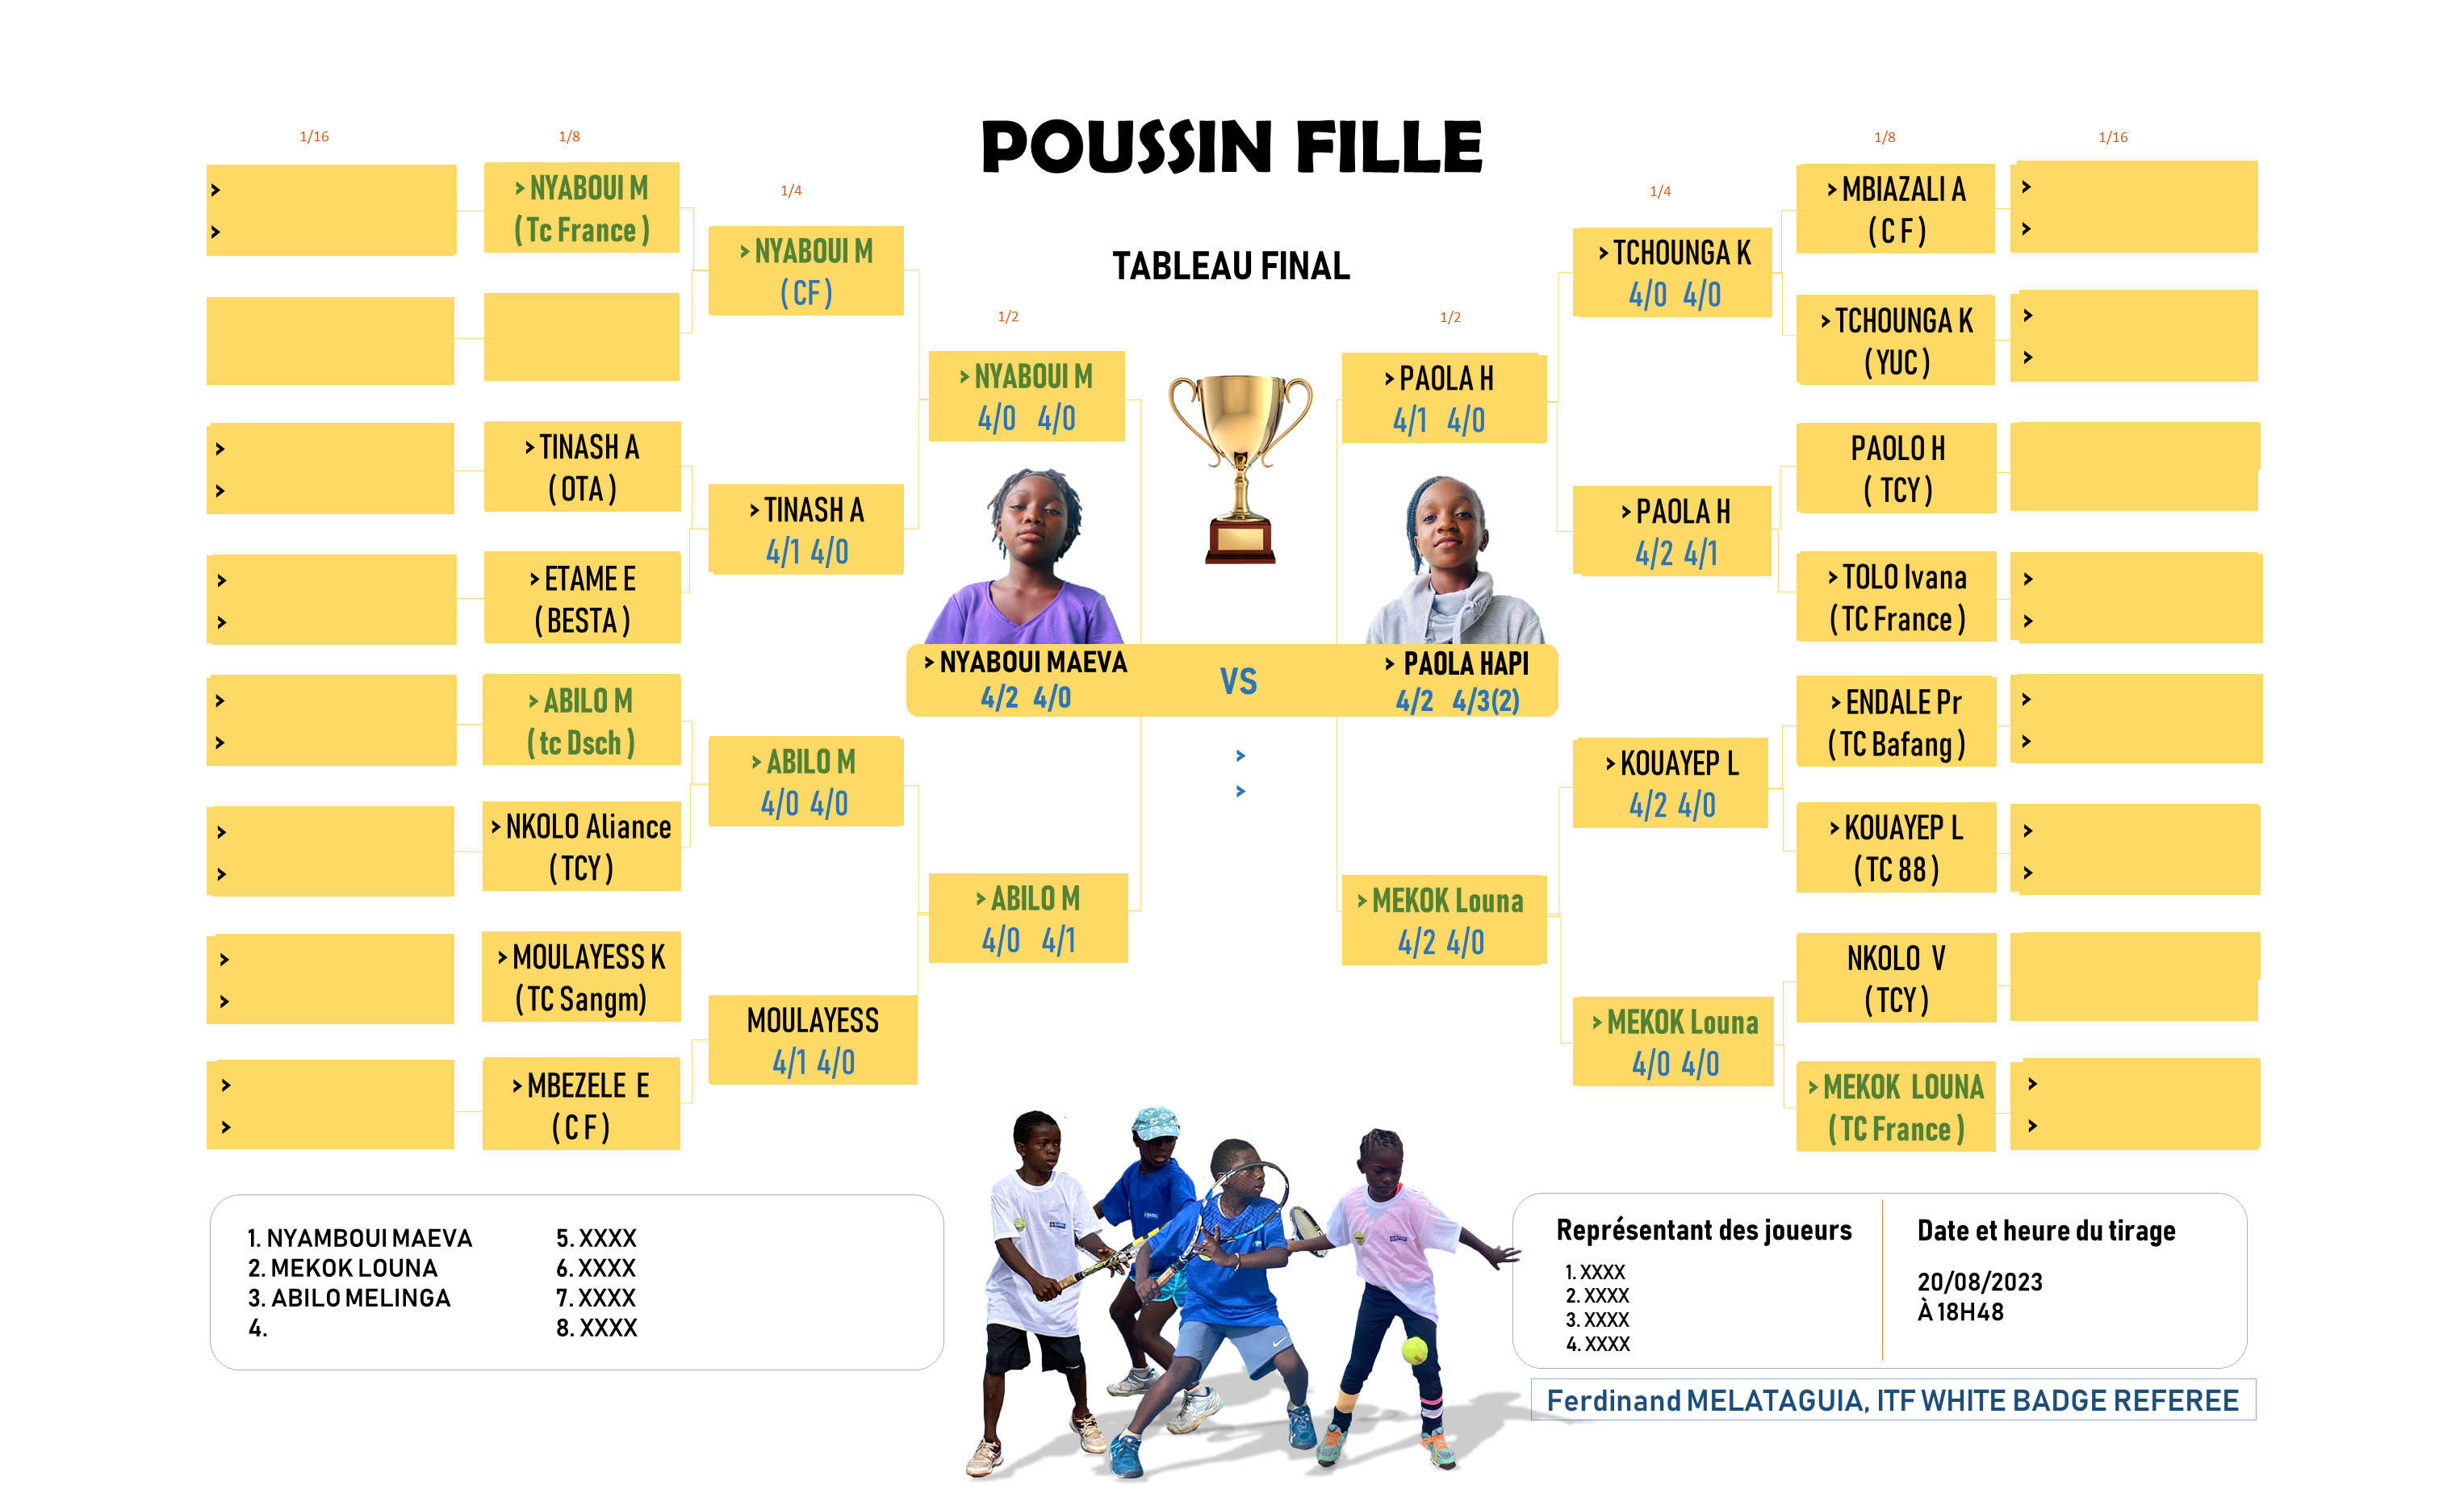 POUSSIN FILLE
TABLEAU FINAL
1/16
1/8
1/4
1/2
1/2
1/4
1/8
1/16
>
>
> NYABOUI M
( Tc France )
> NYABOUI M
( CF )
> NYABOUI M
4/0 4/0
>
>
> TINASH A
( OTA )
> TINASH A
4/1 4/0
>
>
> ETAME E
( BESTA )
>
>
> ABILO M
( tc Dsch )
> ABILO M
4/0 4/0
>
>
> NKOLO Aliance
( TCY )
> ABILO M
4/0 4/1
>
>
> MOULAYESS K
( TC Sangm)
MOULAYESS
4/1 4/0
>
>
> MBEZELE E
( C F )
> NYABOUI MAEVA
4/2 4/0
VS
> PAOLA HAPI
4/2 4/3(2)
>
>
> PAOLA H
4/1 4/0
> TCHOUNGA K
4/0 4/0
> MBIAZALI A
( C F )
>
>
> TCHOUNGA K
( YUC )
>
>
> PAOLA H
4/2 4/1
PAOLO H
( TCY )
> TOLO Ivana
( TC France )
>
>
> MEKOK Louna
4/2 4/0
> KOUAYEP L
4/2 4/0
> ENDALE Pr
( TC Bafang )
>
>
> KOUAYEP L
( TC 88 )
>
>
> MEKOK Louna
4/0 4/0
NKOLO V
( TCY )
> MEKOK LOUNA
( TC France )
>
>
1. NYAMBOUI MAEVA
2. MEKOK LOUNA
3. ABILO MELINGA
4.
5. XXXX
6. XXXX
7. XXXX
8. XXXX
Représentant des joueurs
1. XXXX
2. XXXX
3. XXXX
4. XXXX
Date et heure du tirage
20/08/2023
À 18H48
Ferdinand MELATAGUIA, ITF WHITE BADGE REFEREE